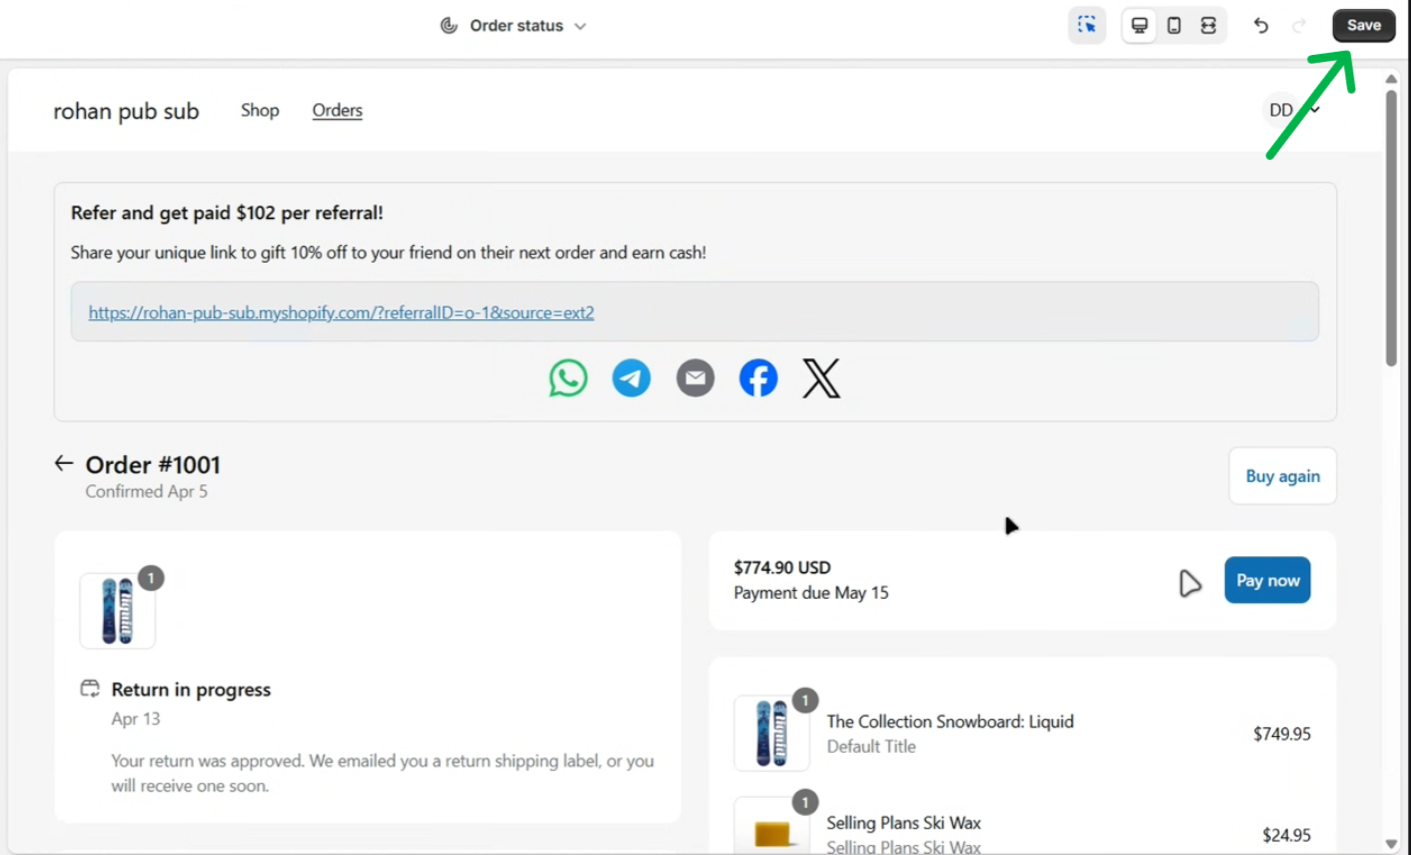 Order status
Save
rohan pub sub
Shop
Orders
DD
Refer and get paid $102 per referral!
Share your unique link to gift 10% off to your friend on their next order and earn cash!
https://rohan-pub-sub.myshopify.com/?referralID=o-1&source=ext2
Order #1001
Confirmed Apr 5
Buy again
1
Return in progress
Apr 13
Your return was approved. We emailed you a return shipping label, or you
will receive one soon.
$774.90 USD
Payment due May 15
Pay now
1
The Collection Snowboard: Liquid
Default Title
$749.95
1
Selling Plans Ski Wax
Selling Plans Ski Wax
$24.95